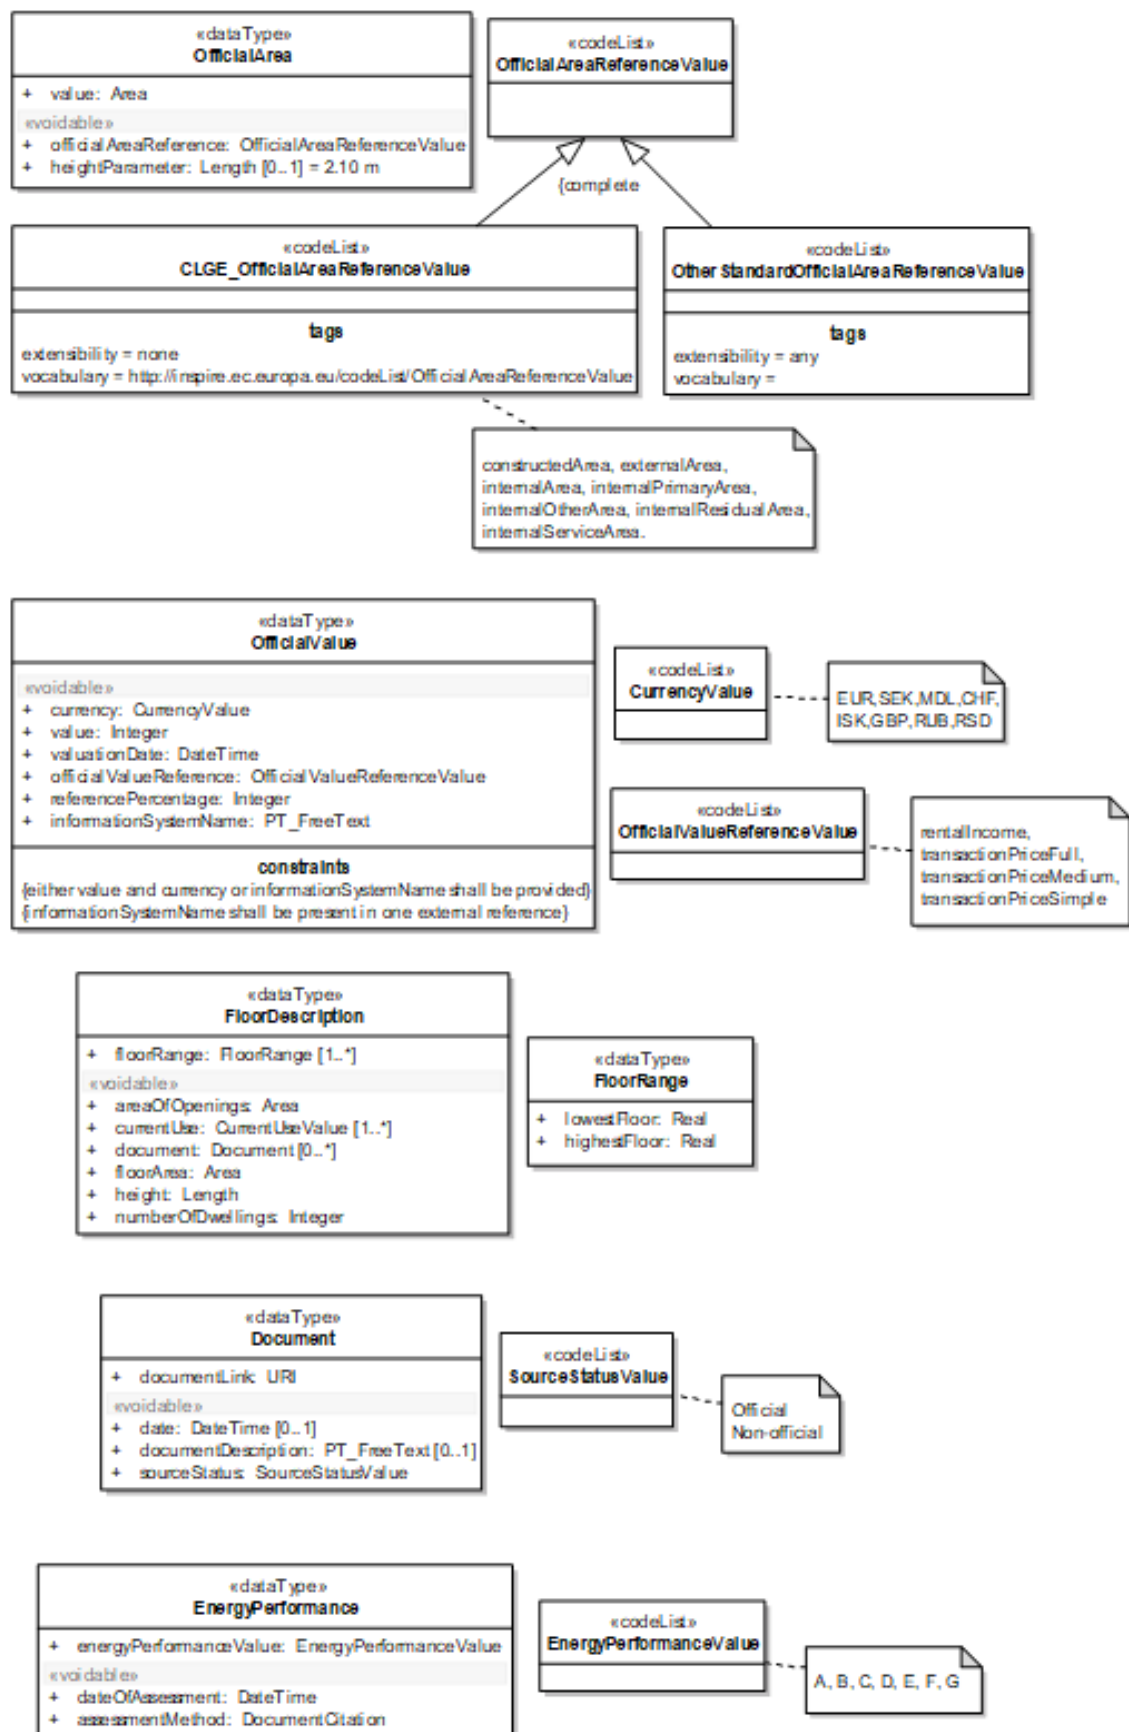 «dataType»
OfficialArea
+ value: Area
«voidable»
+ officialAreaReference: OfficialAreaReferenceValue
+ heightParameter: Length [0..1] = 2.10 m
«codeList»
OfficialAreaReferenceValue
{complete
«codeList»
CLGE_OfficialAreaReferenceValue
tags
extensibility = none
vocabulary = http://inspire.ec.europa.eu/codeList/OfficialAreaReferenceValue
«codeList»
OtherStandardOfficialAreaReferenceValue
tags
extensibility = any
vocabulary =
constructedArea, externalArea,
internalArea, internalPrimaryArea,
internalOtherArea, internalResidualArea,
internalServiceArea.
«dataType»
OfficialValue
«voidable»
+ currency: CurrencyValue
+ value: Integer
+ valuationDate: DateTime
+ officialValueReference: OfficialValueReferenceValue
+ referencePercentage: Integer
+ informationSystemName: PT_FreeText
constraints
{either value and currency or informationSystemName shall be provided}
{informationSystemName shall be present in one external reference}
«codeList»
CurrencyValue
EUR,SEK,MDL,CHF,
ISK,GBP,RUB,RSD
«codeList»
OfficialValueReferenceValue
rentalIncome,
transactionPriceFull,
transactionPriceMedium,
transactionPriceSimple
«dataType»
FloorDescription
+ floorRange: FloorRange [1..*]
«voidable»
+ areaOfOpenings: Area
+ currentUse: CurrentUseValue [1..*]
+ document: Document [0..*]
+ floorArea: Area
+ height: Length
+ numberOfDwellings: Integer
«dataType»
FloorRange
+ lowestFloor: Real
+ highestFloor: Real
«dataType»
Document
+ documentLink: URI
«voidable»
+ date: DateTime [0..1]
+ documentDescription: PT_FreeText [0..1]
+ sourceStatus: SourceStatusValue
«codeList»
SourceStatusValue
Official
Non-official
«dataType»
EnergyPerformance
+ energyPerformanceValue: EnergyPerformanceValue
«voidable»
+ dateOfAssessment: DateTime
+ assessmentMethod: DocumentCitation
«codeList»
EnergyPerformanceValue
A, B, C, D, E, F, G